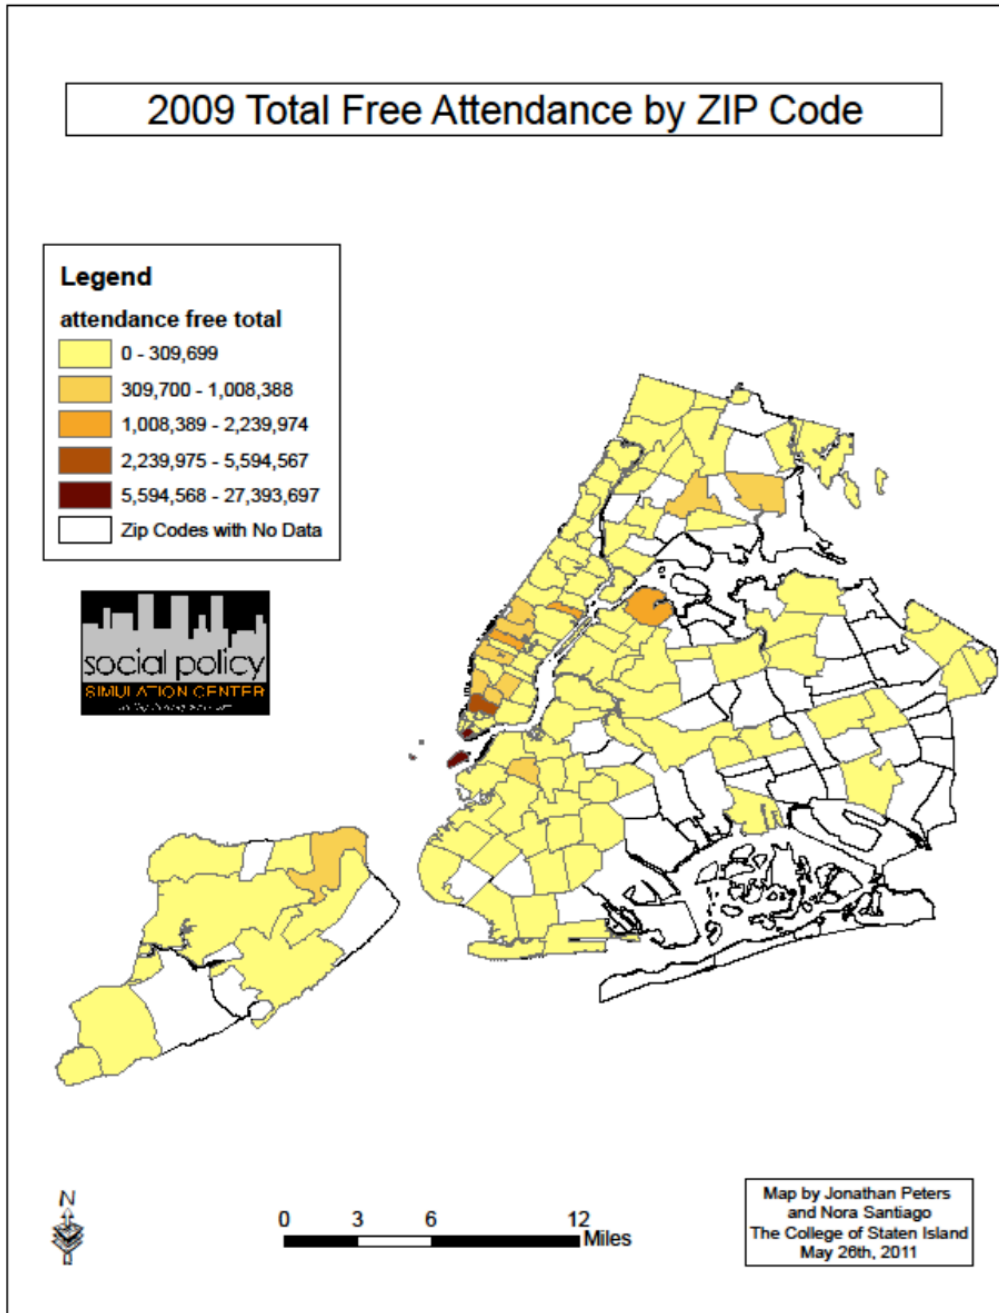 2009 Total Free Attendance by ZIP Code
Legend
attendance free total
0 - 309,699
309,700 - 1,008,388
1,008,389 - 2,239,974
2,239,975 - 5,594,567
5,594,568 - 27,393,697
Zip Codes with No Data
social policy
SIMULATION CENTER
N
0 3 6 12
Miles
Map by Jonathan Peters
and Nora Santiago
The College of Staten Island
May 26th, 2011